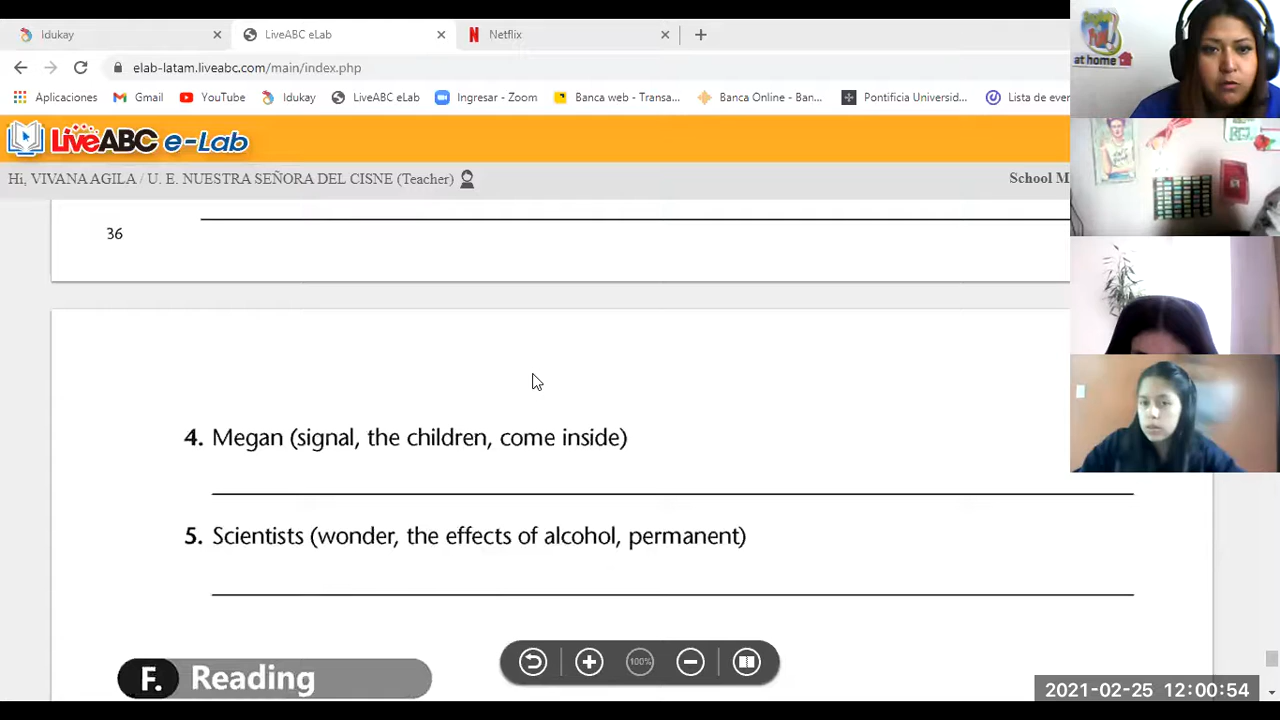 Idukay
LiveABC eLab
Netflix
elab-latam.liveabc.com/main/index.php
Aplicaciones
Gmail
YouTube
Idukay
LiveABC eLab
Ingresar - Zoom
Banca web - Transa...
Banca Online - Ban...
Pontificia Universid...
Lista de even
at home
LiveABC e-Lab
Hi, VIVANA AGILA / U. E. NUESTRA SEÑORA DEL CISNE (Teacher)
School M
36
4. Megan (signal, the children, come inside)
5. Scientists (wonder, the effects of alcohol, permanent)
F. Reading
100%
2021-02-25 12:00:54